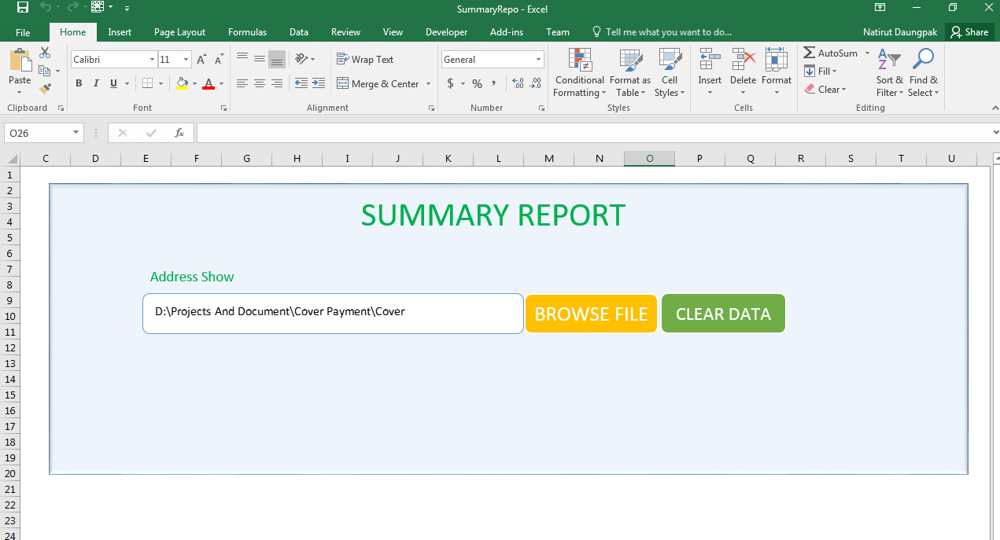 SummaryRepo - Excel
File Home Insert Page Layout Formulas Data Review View Developer Add-ins Team Tell me what you want to do... Natirut Daungpak Share
Paste
Clipboard
Calibri 11
B I U A
Font
Wrap Text
Merge & Center
Alignment
General
$ % ,
Number
Conditional Formatting
Format as Table
Cell Styles
Styles
Insert Delete Format
Cells
AutoSum
Fill
Clear
Sort & Filter
Find & Select
Editing
O26 fx
C D E F G H I J K L M N O P Q R S T U
1
2
3
4
5
6
7
8
9
10
11
12
13
14
15
16
17
18
19
20
21
22
23
24
SUMMARY REPORT
Address Show
D:\Projects And Document\Cover Payment\Cover
BROWSE FILE
CLEAR DATA